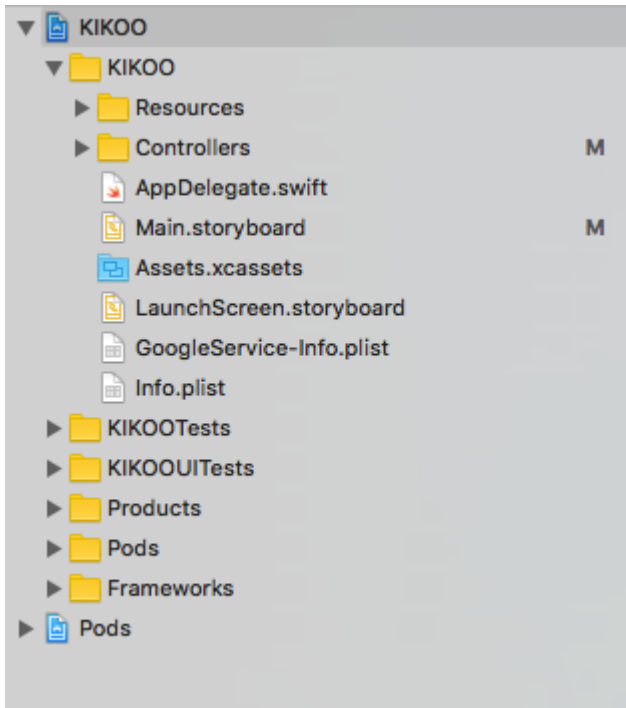 KIKOO
KIKOO
Resources
Controllers M
AppDelegate.swift
Main.storyboard M
Assets.xcassets
LaunchScreen.storyboard
GoogleService-Info.plist
Info.plist
KIKOOTests
KIKOOUITests
Products
Pods
Frameworks
Pods